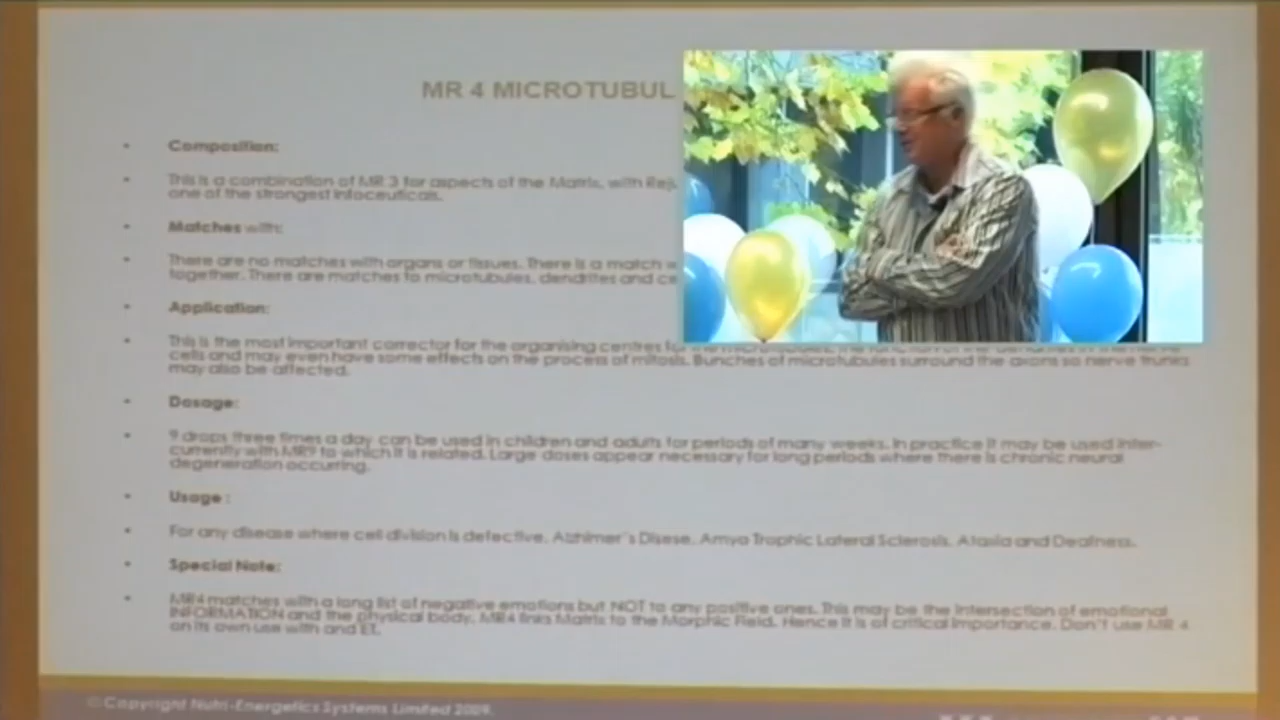 MR 4 MICROTUBUL
• Composition:
• This is a combination of MR 3 for aspects of the Matrix, with Rej
one of the strongest infoceuticals.
• Matches with:
• There are no matches with organs or tissues. There is a match w
together. There are matches to microtubules, dendrites and ce
• Application:
• This is the most important corrector for the organising centres
cells and may even have some effects on the process of mitosis. Bunches of microtubules surround the axons so nerve trunks
may also be affected.
• Dosage:
• 9 drops three times a day can be used in children and adults for periods of many weeks. In practice it may be used inter-
currently with MR9 to which it is related. Large doses appear necessary for long periods where there is chronic neural
degeneration occurring.
• Usage :
• For any disease where cell division is defective. Alzhimer's Disese. Amya Trophic Lateral Sclerosis. Ataxia and Deafness.
• Special Note:
• MR4 matches with a long list of negative emotions but NOT to any positive ones. This may be the intersection of emotional
INFORMATION and the physical body. MR4 links Matrix to the Morphic Field. Hence it is of critical importance. Don't use MR 4
on its own use with and ET.
© Copyright Nutri-Energetics Systems Limited 2009.